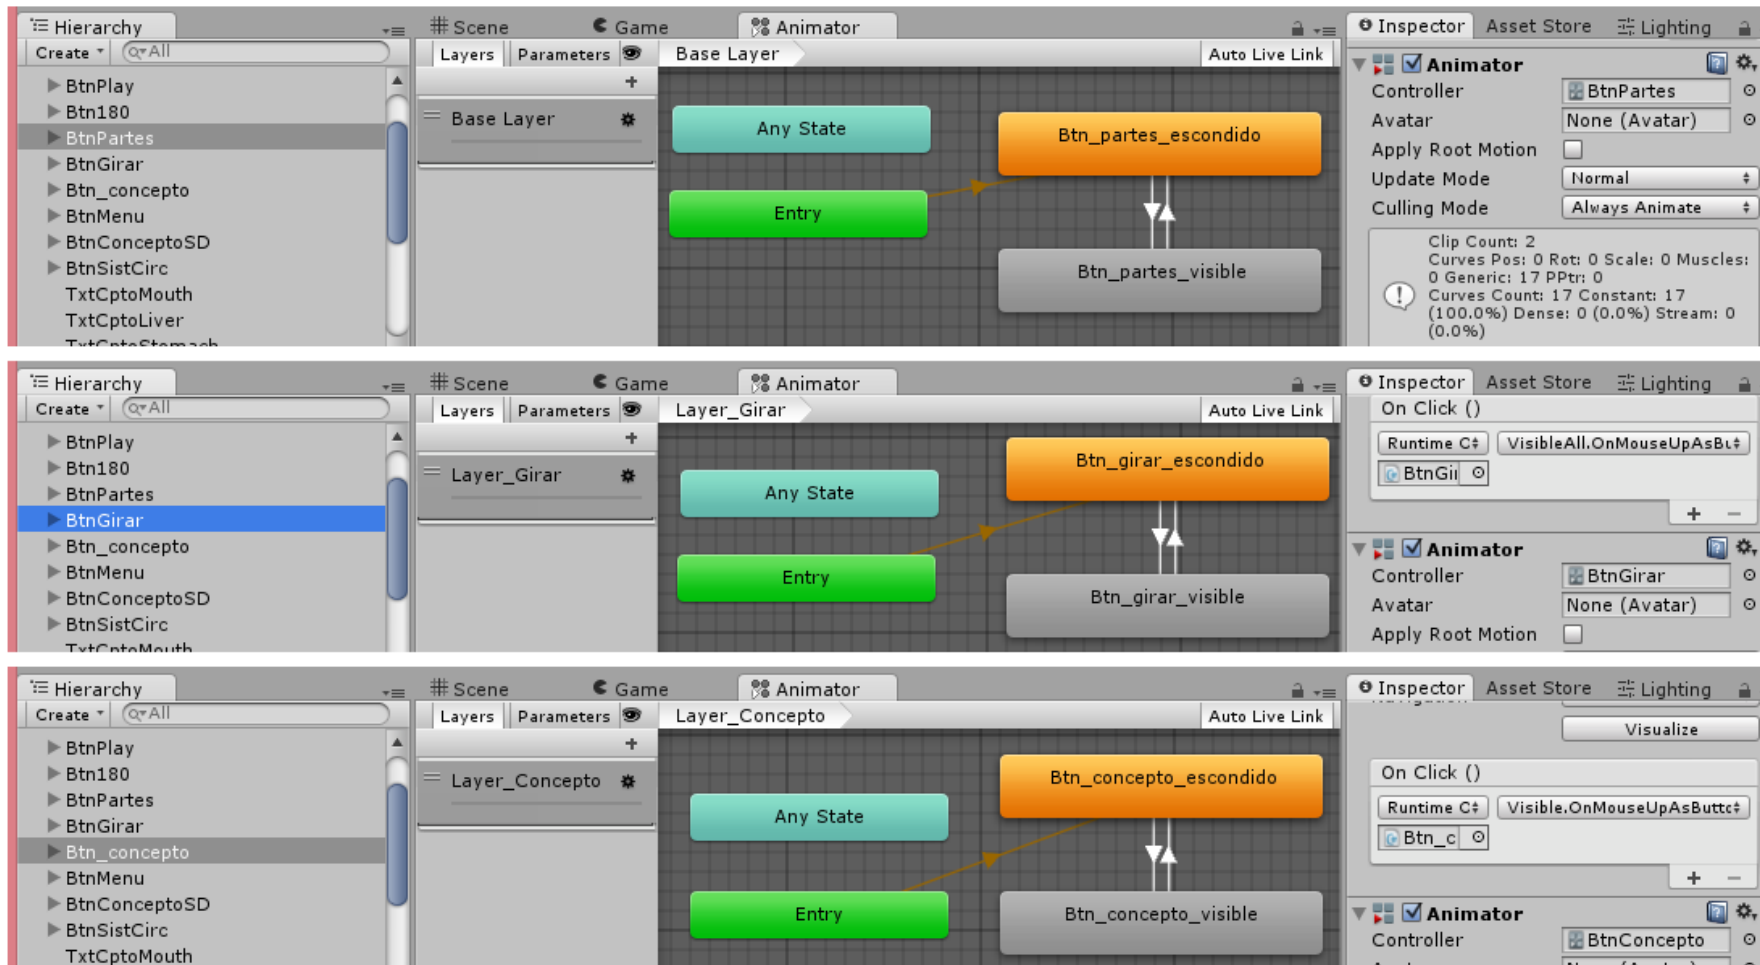 Hierarchy
Scene
Game
Animator
Inspector
Asset Store
Lighting
Create
All
Layers
Parameters
Base Layer
Auto Live Link
Animator
BtnPlay
Btn180
BtnPartes
BtnGirar
Btn_concepto
BtnMenu
BtnConceptoSD
BtnSistCirc
TxtCptoMouth
TxtCptoLiver
TxtCptoStomach
Base Layer
Any State
Entry
Btn_partes_escondido
Btn_partes_visible
Controller
BtnPartes
Avatar
None (Avatar)
Apply Root Motion
Update Mode
Normal
Culling Mode
Always Animate
Clip Count: 2
Curves Pos: 0 Rot: 0 Scale: 0 Muscles:
0 Generic: 17 PPtr: 0
Curves Count: 17 Constant: 17
(100.0%) Dense: 0 (0.0%) Stream: 0
(0.0%)
Hierarchy
Scene
Game
Animator
Inspector
Asset Store
Lighting
Create
All
Layers
Parameters
Layer_Girar
Auto Live Link
On Click ()
BtnPlay
Btn180
BtnPartes
BtnGirar
Btn_concepto
BtnMenu
BtnConceptoSD
BtnSistCirc
TxtCptoMouth
Layer_Girar
Any State
Entry
Btn_girar_escondido
Btn_girar_visible
Runtime
VisibleAll.OnMouseUpAsBu
BtnGi
Animator
Controller
BtnGirar
Avatar
None (Avatar)
Apply Root Motion
Hierarchy
Scene
Game
Animator
Inspector
Asset Store
Lighting
Create
All
Layers
Parameters
Layer_Concepto
Auto Live Link
Visualize
BtnPlay
Btn180
BtnPartes
BtnGirar
Btn_concepto
BtnMenu
BtnConceptoSD
BtnSistCirc
TxtCptoMouth
Layer_Concepto
Any State
Entry
Btn_concepto_escondido
Btn_concepto_visible
On Click ()
Runtime
Visible.OnMouseUpAsButtc
Btn_c
Animator
Controller
BtnConcepto